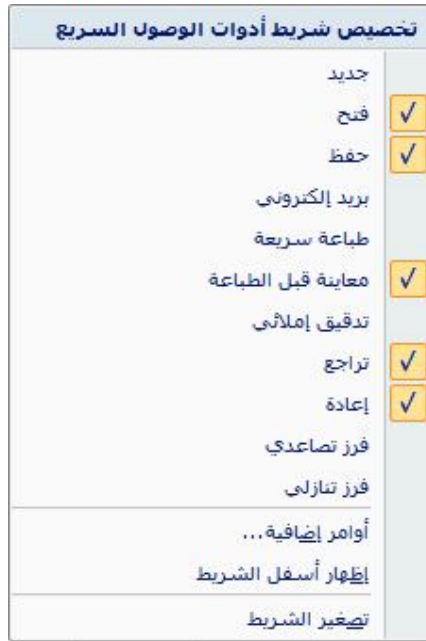 تخصيص شريط أدوات الوصول السريع
جديد
فتح
حفظ
بريد إلكتروني
طباعة سريعة
معاينة قبل الطباعة
تدقيق إملائي
تراجع
إعادة
فرز تصاعدي
فرز تنازلي
أوامر إضافية...
إظهار أسفل الشريط
تصغير الشريط